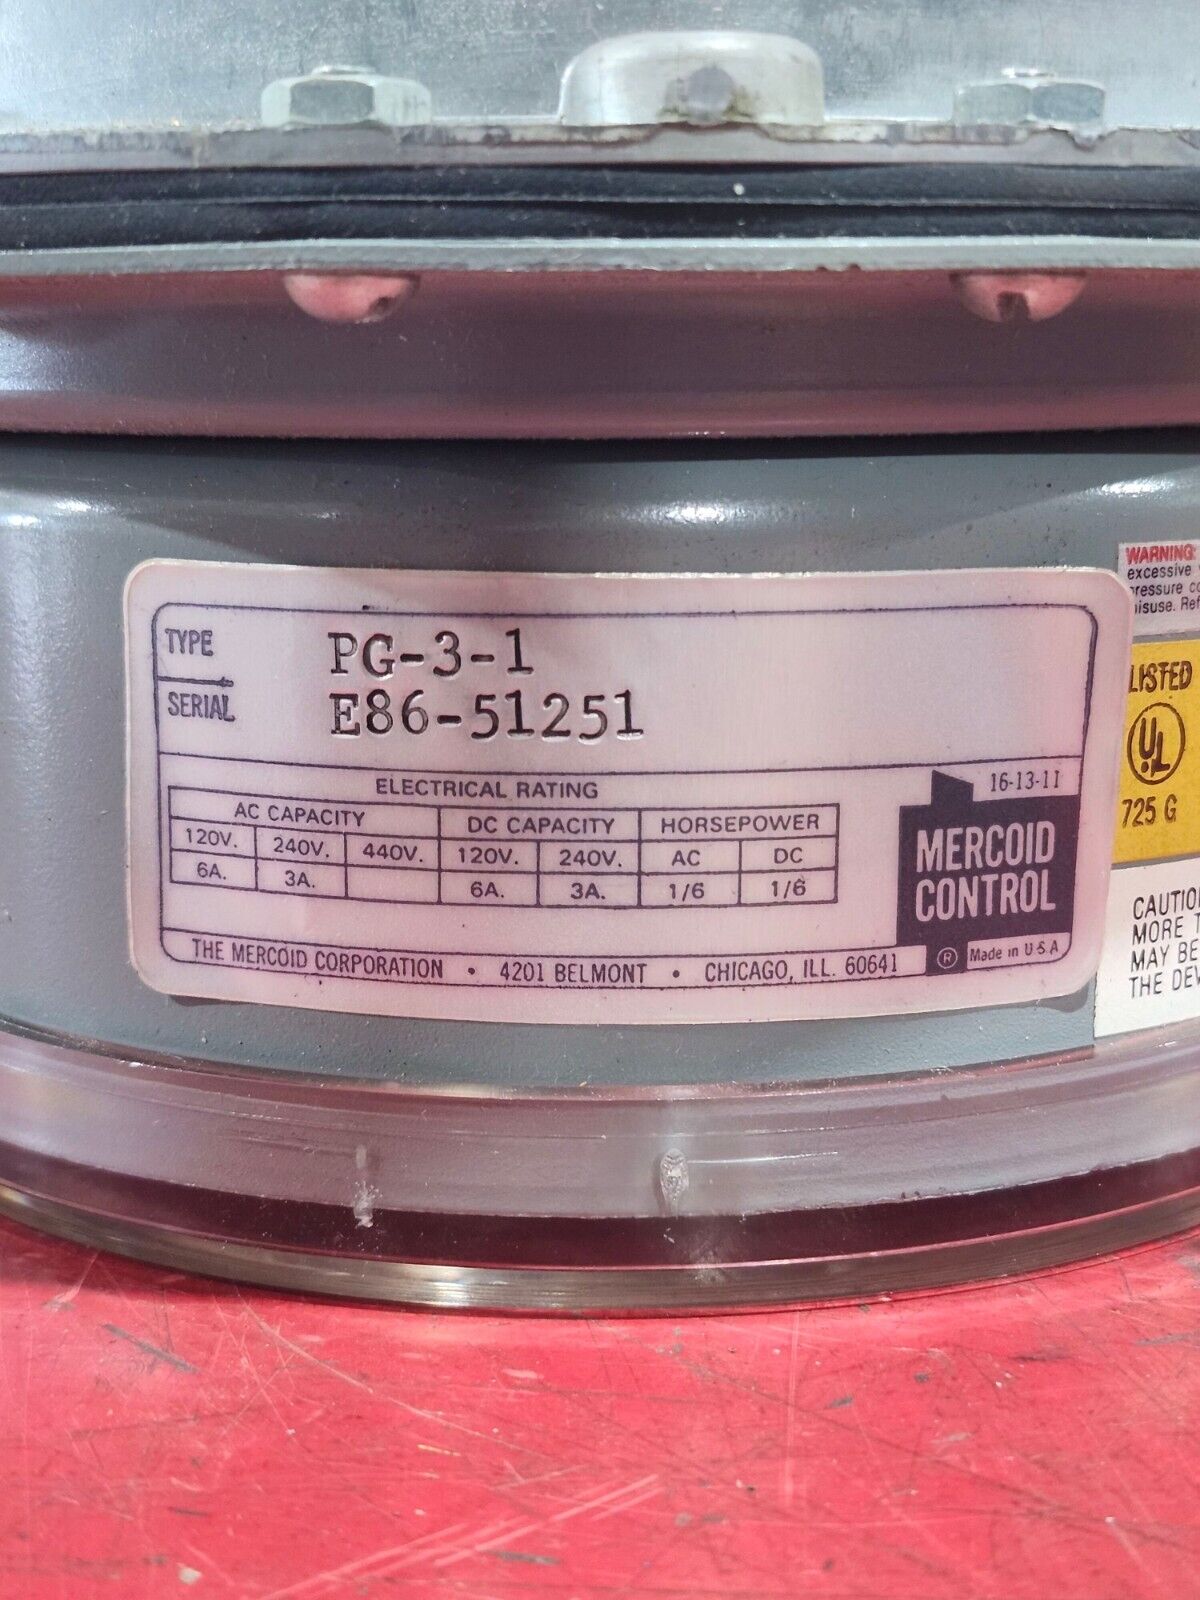 TYPE PG-3-1
SERIAL E86-51251
ELECTRICAL RATING
AC CAPACITY DC CAPACITY HORSEPOWER
120V. 240V. 440V. 120V. 240V. AC DC
6A. 3A. 6A. 3A. 1/6 1/6
16-13-11
MERCOID
CONTROL
THE MERCOID CORPORATION • 4201 BELMONT • CHICAGO, ILL. 60641 ® Made in U.S.A
WARNING:
excessive
pressure
misuse.
LISTED
UL
725 G
CAUTION
MORE
MAY BE
THE